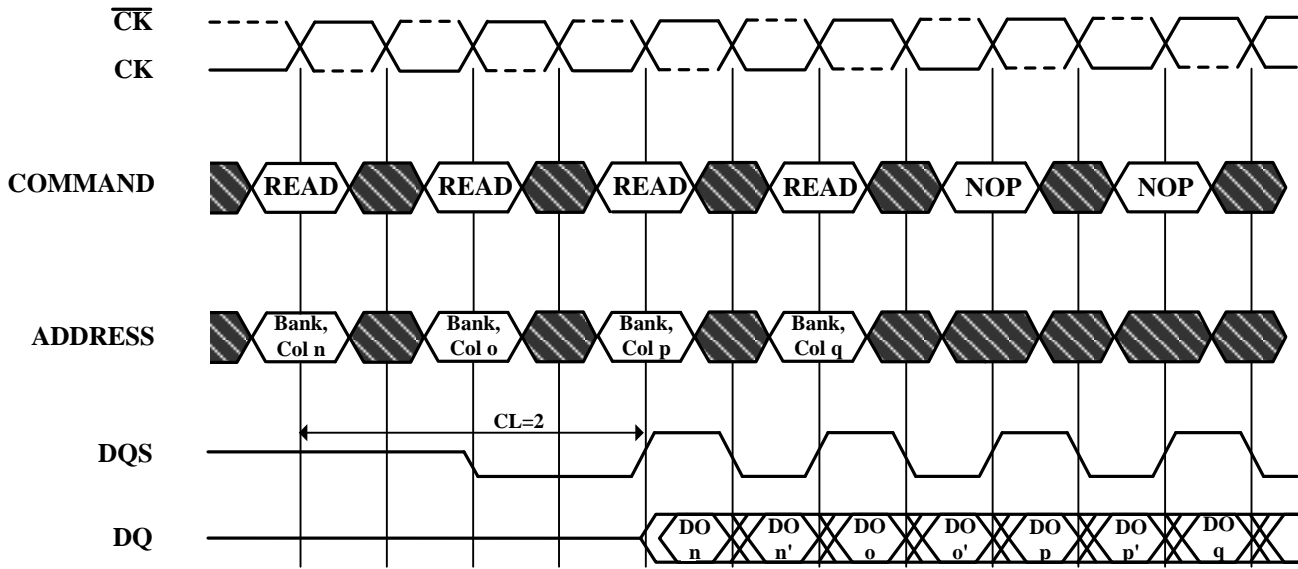 CK
CK
COMMAND READ READ READ READ NOP NOP
ADDRESS Bank, Col n Bank, Col o Bank, Col p Bank, Col q
CL=2
DQS
DQ DO n DO n' DO o DO o' DO p DO p' DO q